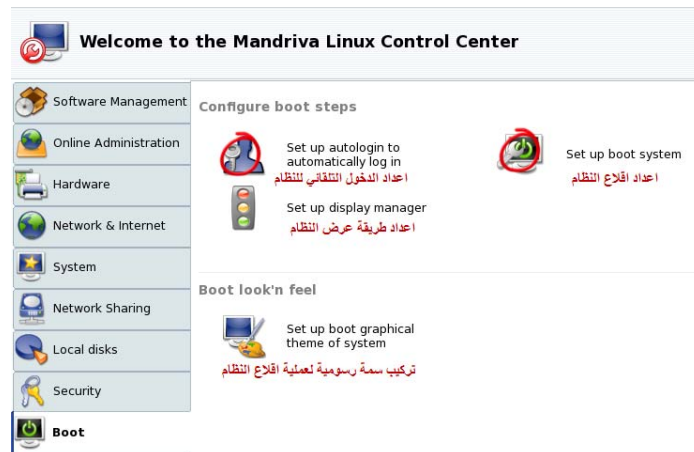 Welcome to the Mandriva Linux Control Center
Software Management
Online Administration
Hardware
Network & Internet
System
Network Sharing
Local disks
Security
Boot
Configure boot steps
Set up autologin to
automatically log in
اعداد الدخول التلقاني للنظام
Set up boot system
اعداد اقلاع النظام
Set up display manager
اعداد طريقة عرض النظام
Boot look'n feel
Set up boot graphical
theme of system
تركيب سمة رسومية لعملية اقلاع النظام